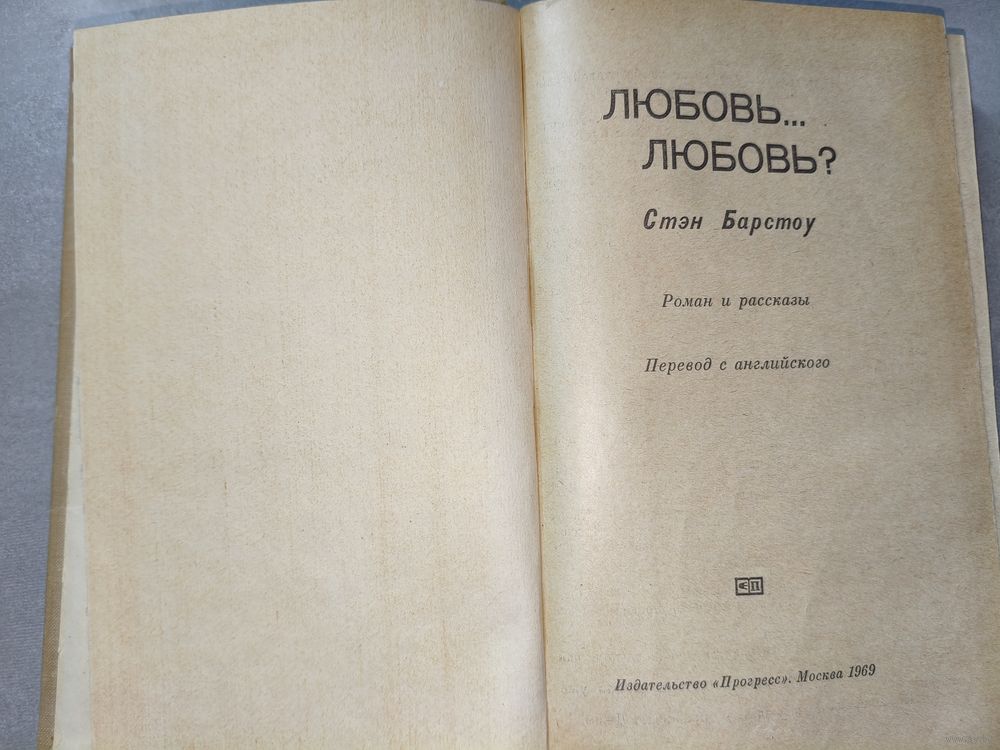 ЛЮБОВЬ...
ЛЮБОВЬ?
Стэн Барстоу
Роман и рассказы
Перевод с английского
Издательство «Прогресс». Москва 1969